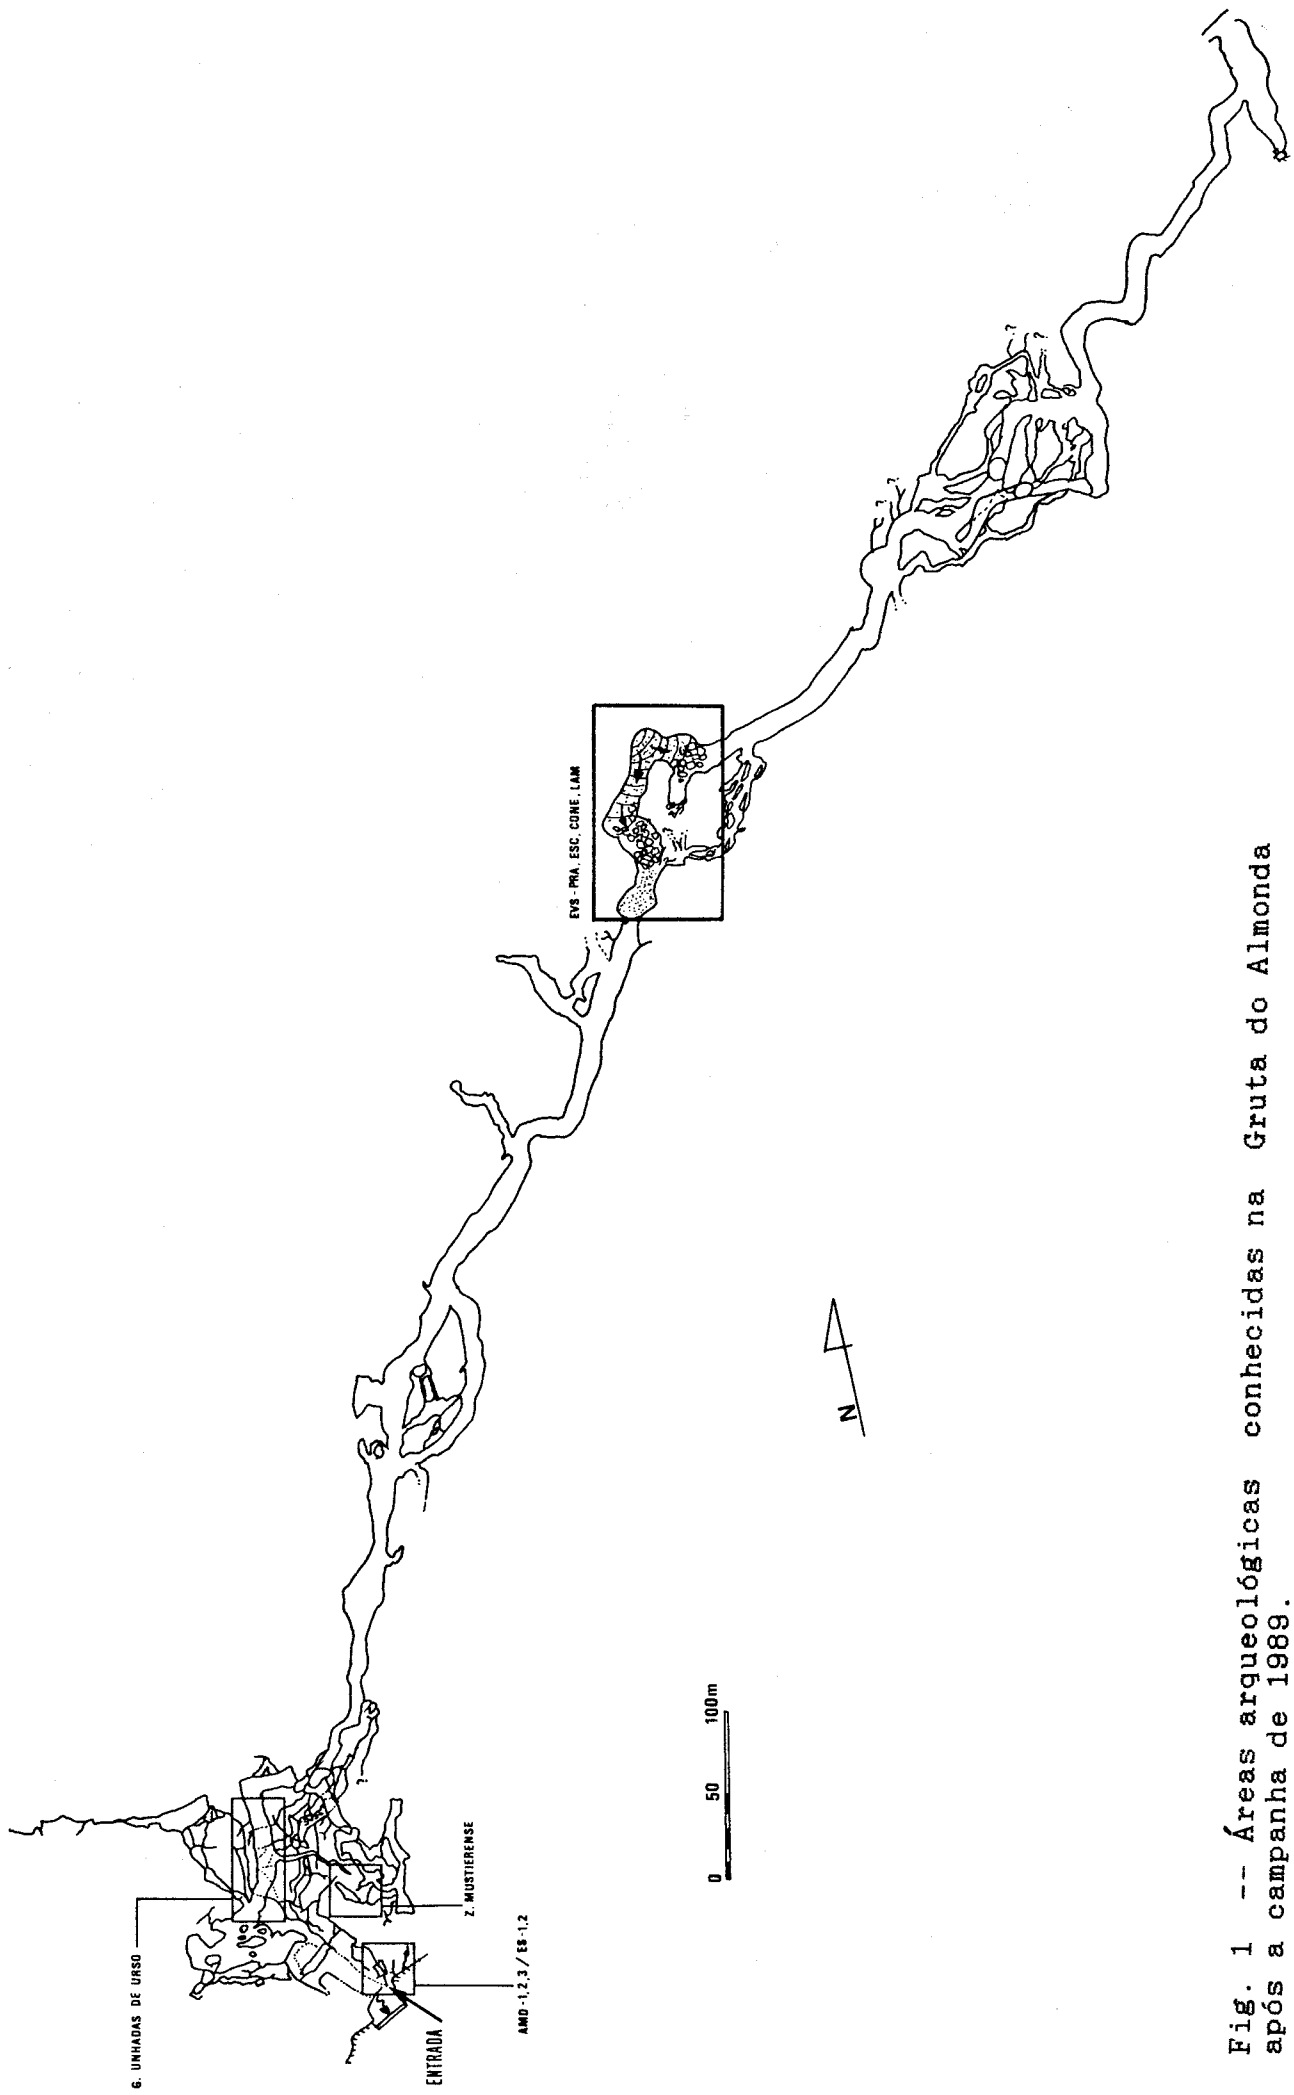 G. UNHADAS DE URSO
ENTRADA
AMD-1,2,3 / ES-1,2
Z. MUSTIERENSE
?
EVS - PRA, ESC, CONE, LAM
?
?
?
?
?
0 50 100m
N
Fig. 1 -- Áreas arqueológicas conhecidas na Gruta do Almonda
após a campanha de 1989.